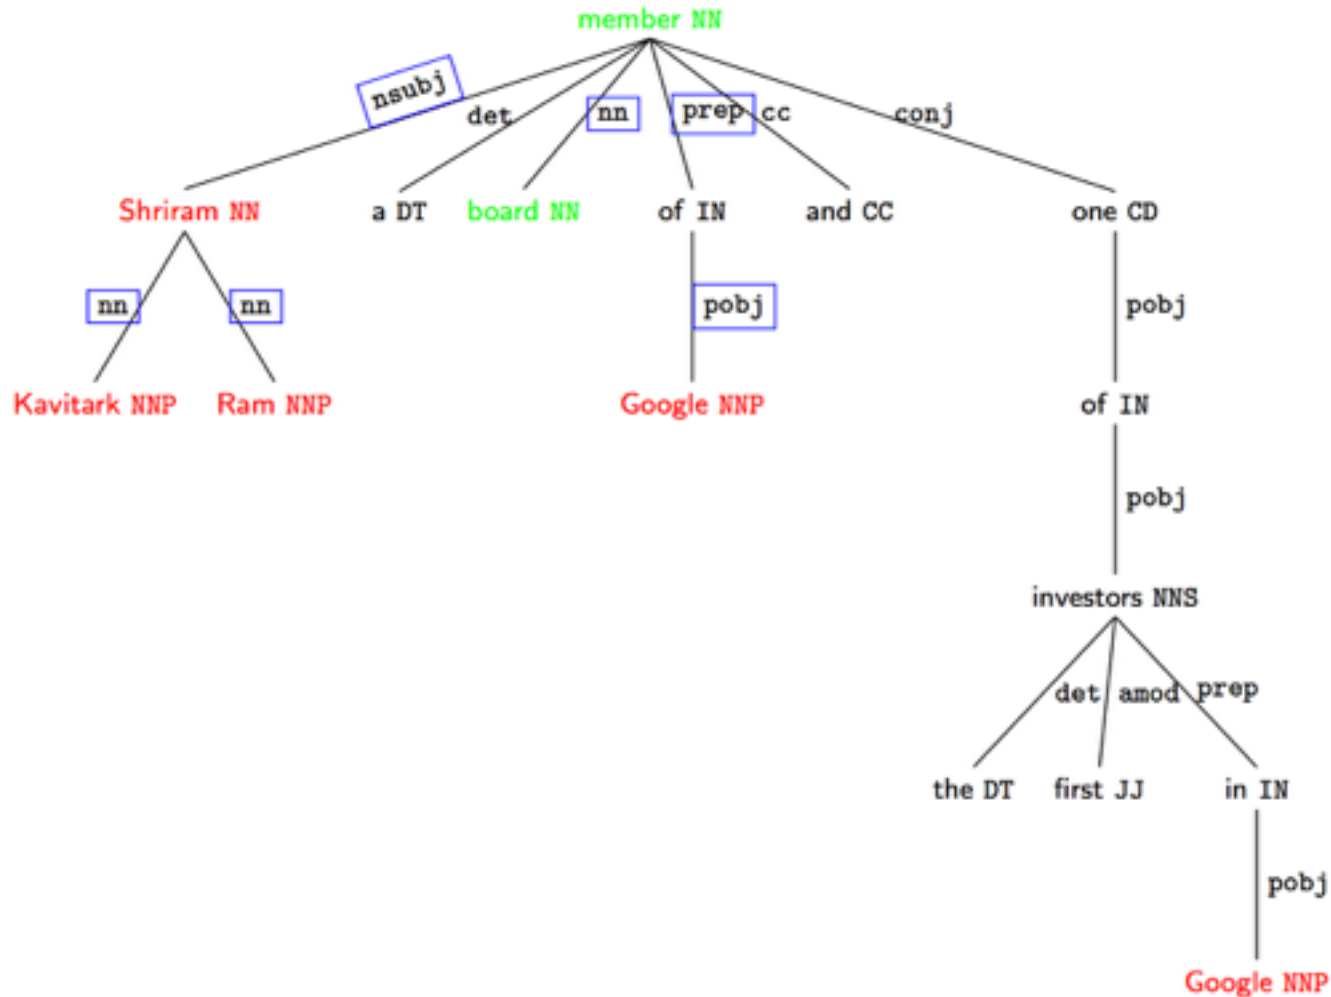 member NN
nsubj det nn prep cc conj
Shriram NN a DT board NN of IN and CC one CD
nn nn pobj pobj
Kavitark NNP Ram NNP Google NNP of IN
pobj
investors NNS
det amod prep
the DT first JJ in IN
pobj
Google NNP